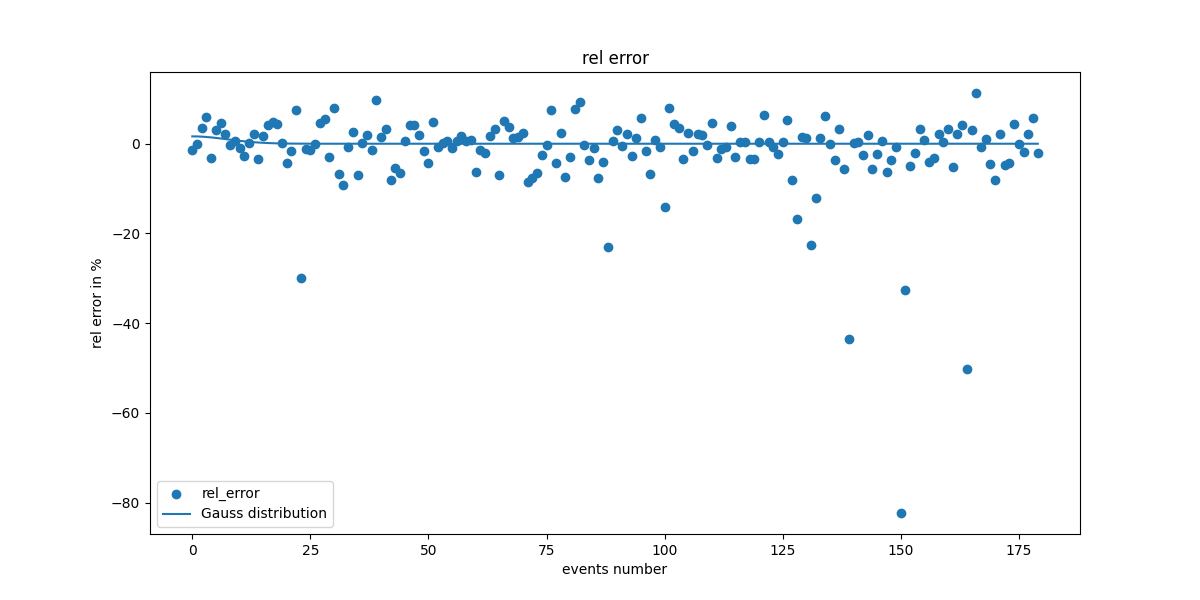 rel error
rel error in %
0
−20
−40
−60
−80
rel_error
Gauss distribution
0 25 50 75 100 125 150 175
events number